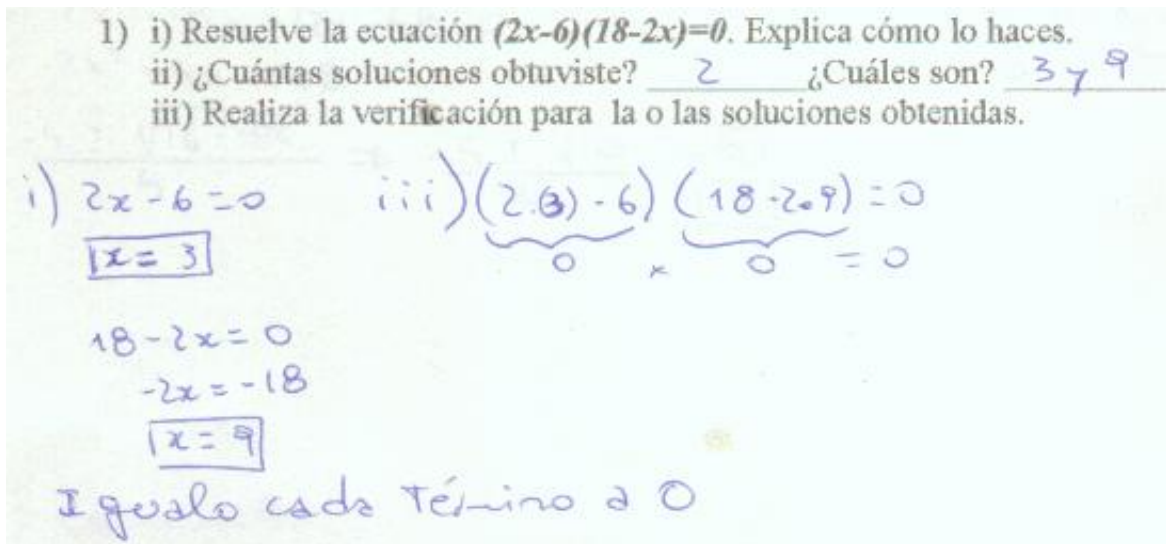 1) i) Resuelve la ecuación (2x-6)(18-2x)=0. Explica cómo lo haces.
ii) ¿Cuántas soluciones obtuviste? 2 ¿Cuáles son? 3 y 9
iii) Realiza la verificación para la o las soluciones obtenidas.
i) 2x - 6 = 0
x = 3
18 - 2x = 0
-2x = -18
x = 9
Igualo cada Término a 0
iii) (2.(3) - 6) (18 - 2.9) = 0
0 x 0 = 0